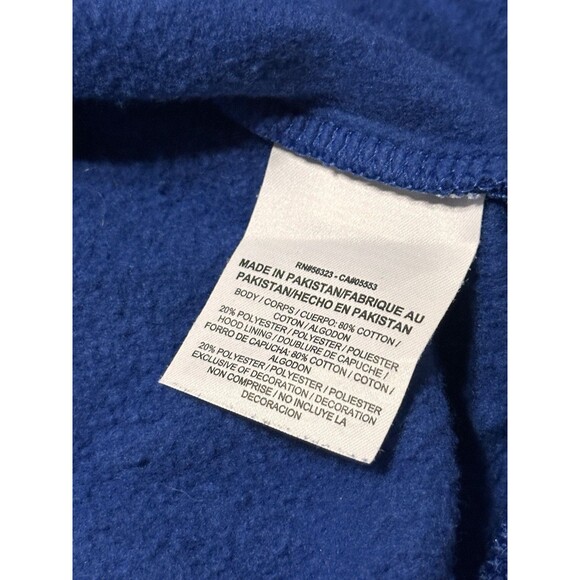 RN#56323 - CA#05553
MADE IN PAKISTAN/FABRIQUE AU
PAKISTAN/HECHO EN PAKISTAN
BODY / CORPS / CUERPO: 80% COTTON /
COTON / ALGODON
20% POLYESTER / POLYESTER / POLIESTER
HOOD LINING / DOUBLURE DE CAPUCHE /
FORRO DE CAPUCHA: 80% COTTON / COTON /
ALGODON
20% POLYESTER / POLYESTER / POLIESTER
EXCLUSIVE OF DECORATION / DECORATION
NON COMPRISE / NO INCLUYE LA
DECORACION